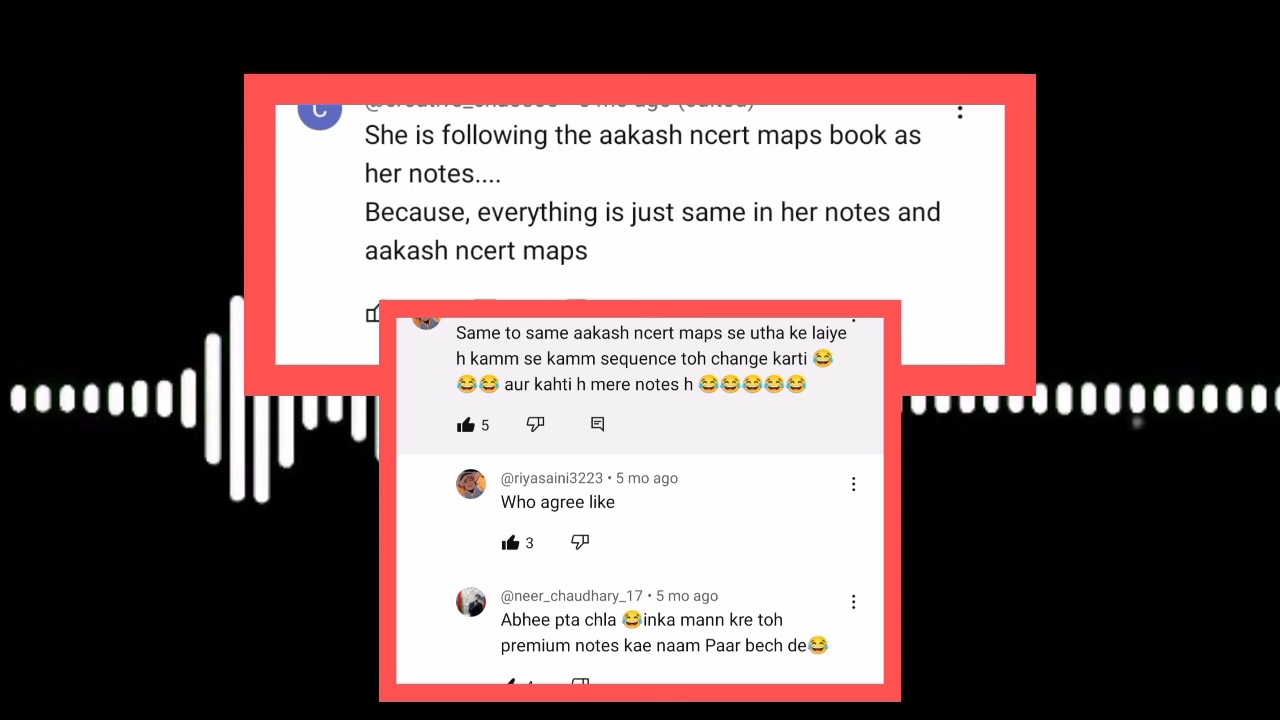 C
She is following the aakash ncert maps book as
her notes....
Because, everything is just same in her notes and
aakash ncert maps
Same to same aakash ncert maps se utha ke laiye
h kamm se kamm sequence toh change karti 😂
😂😂 aur kahti h mere notes h 😂😂😂😂😂
5
@riyasaini3223 • 5 mo ago
Who agree like
3
@neer_chaudhary_17 • 5 mo ago
Abhee pta chla 😂inka mann kre toh
premium notes kae naam Paar bech de😂